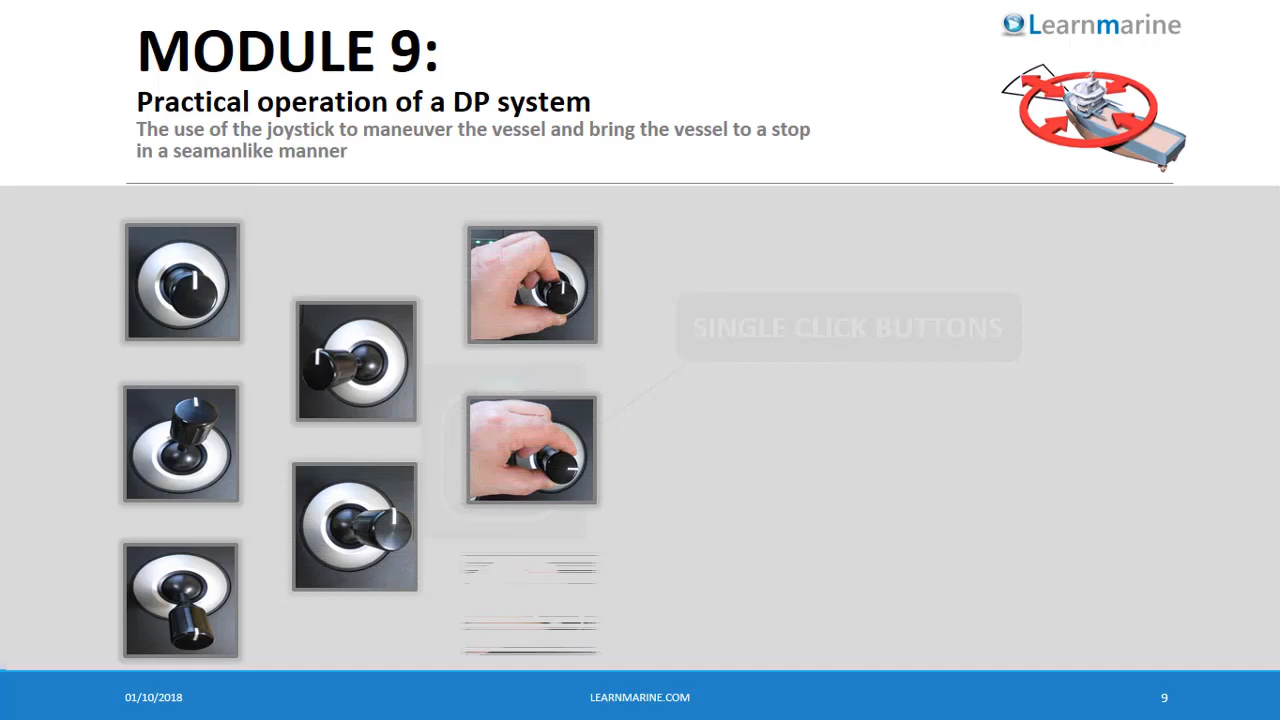 MODULE 9:
Learnmarine
Practical operation of a DP system
The use of the joystick to maneuver the vessel and bring the vessel to a stop
in a seamanlike manner
SINGLE CLICK BUTTONS
01/10/2018
LEARNMARINE.COM
9